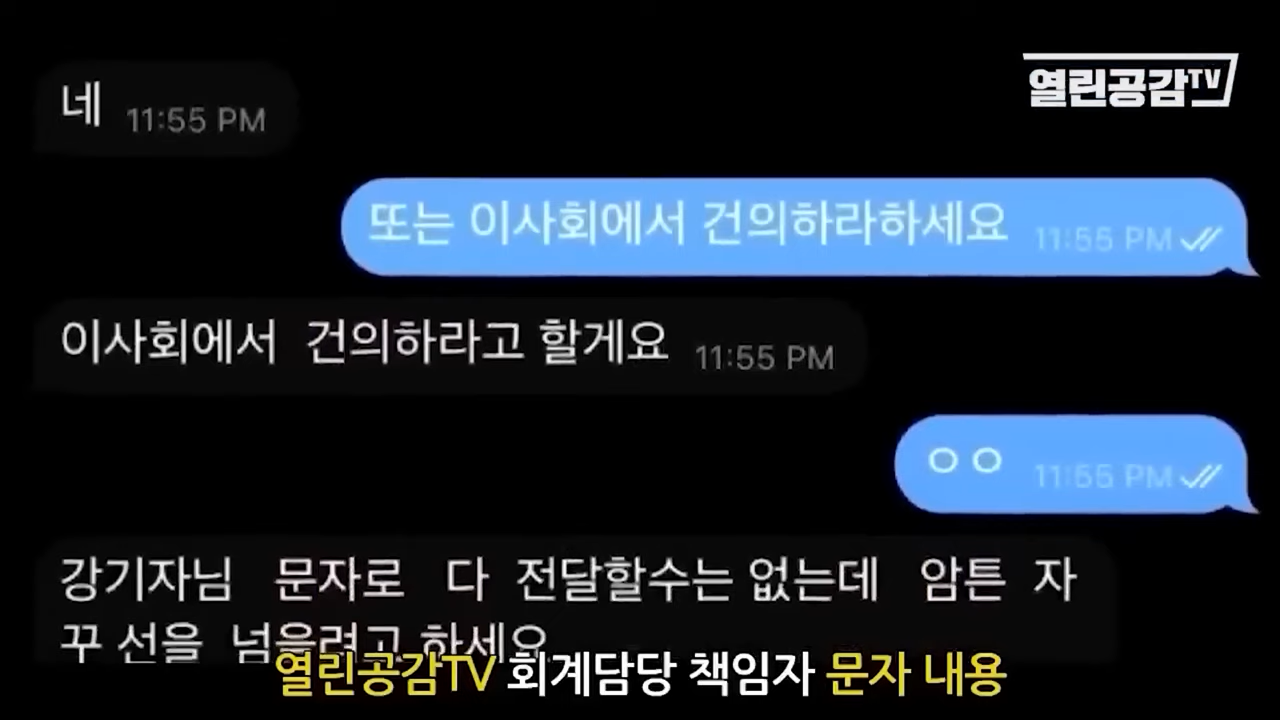 열린공감TV
네 11:55 PM
또는 이사회에서 건의하라하세요 11:55 PM
이사회에서 건의하라고 할게요 11:55 PM
ㅇㅇ 11:55 PM
강기자님 문자로 다 전달할수는 없는데 암튼 자
꾸 선을 넘을려고 하세요
열린공감TV 회계담당 책임자 문자 내용